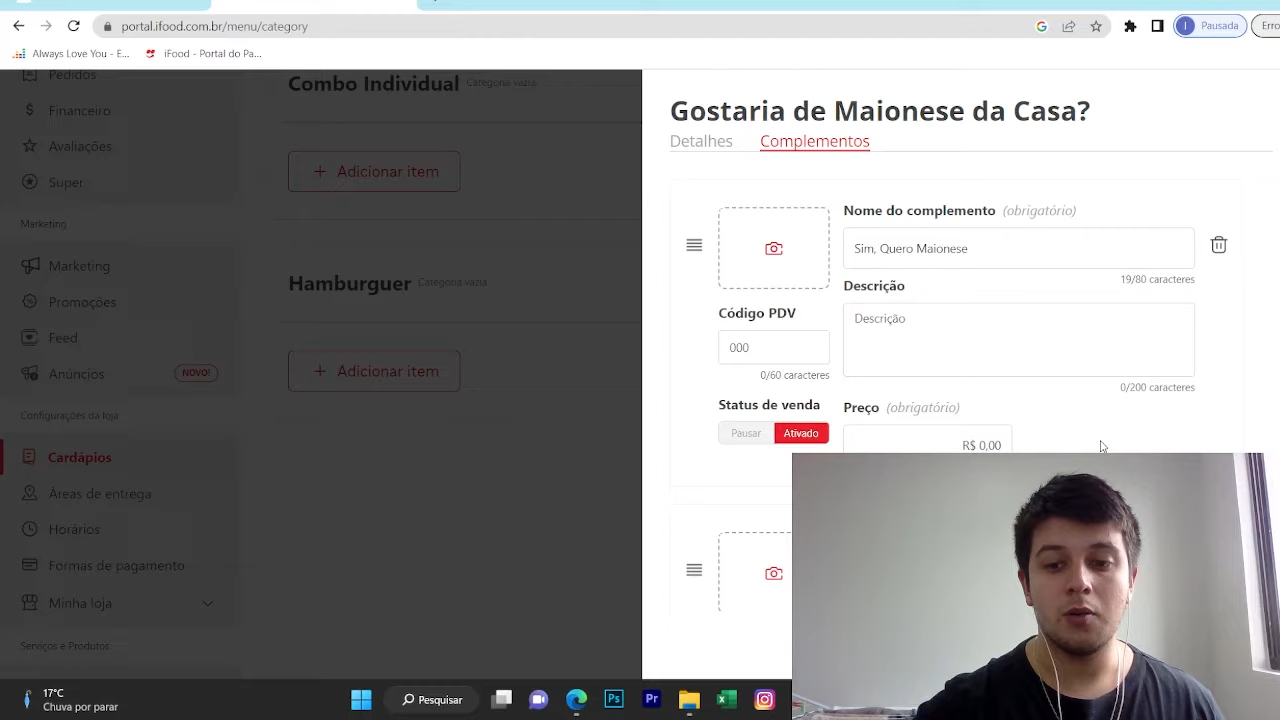 portal.ifood.com.br/menu/category
Pausada
Erro
Always Love You - E...
iFood - Portal do Pa...
Pedidos
Financeiro
Avaliações
Super
Marketing
Marketing
Promoções
Feed
Anúncios
NOVO!
Configurações da loja
Cardápios
Áreas de entrega
Horários
Formas de pagamento
Minha loja
Serviços e Produtos
Combo Individual Categoria vazia
+ Adicionar item
Hamburguer Categoria vazia
+ Adicionar item
Gostaria de Maionese da Casa?
Detalhes Complementos
Nome do complemento (obrigatório)
Sim, Quero Maionese
19/80 caracteres
Descrição
Descrição
0/200 caracteres
Código PDV
000
0/60 caracteres
Status de venda
Pausar Ativado
Preço (obrigatório)
R$ 0,00
17°C
Chuva por parar
Pesquisar
Ps
Pr